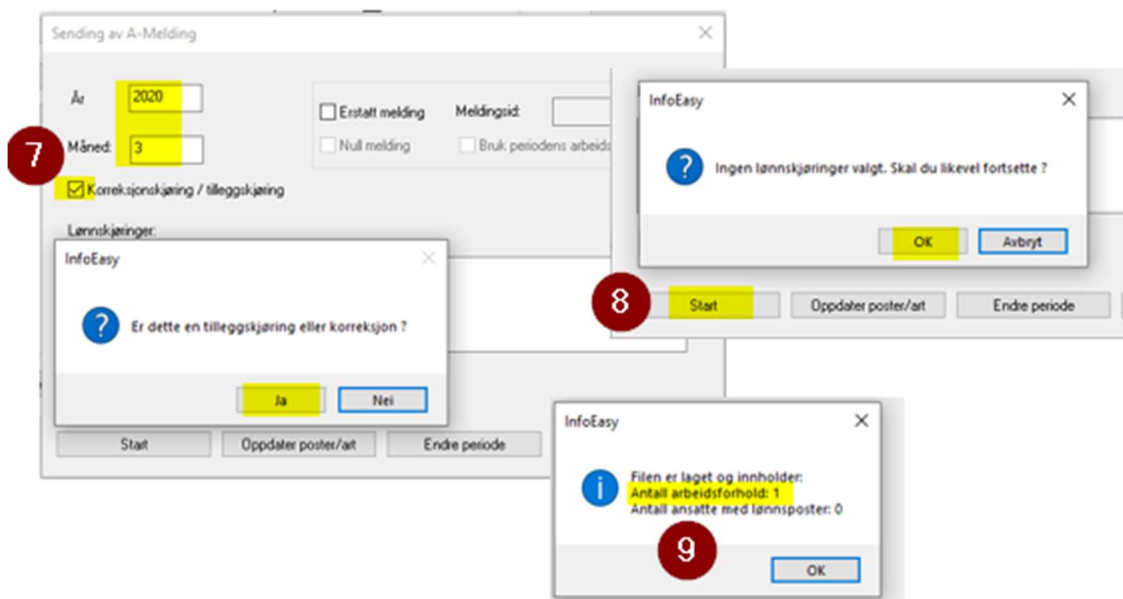 Sending av A-Melding
År
2020
Måned:
3
7
Korreksjonskjøring / tilleggskjøring
Erstatt melding
Meldingsid:
Null melding
Bruk periodens arbeids
Lønnskjøringer:
InfoEasy
Er dette en tilleggskjøring eller korreksjon ?
Ja
Nei
Start
Oppdater poster/art
Endre periode
InfoEasy
Ingen lønnskjøringer valgt. Skal du likevel fortsette ?
OK
Avbryt
8
Start
Oppdater poster/art
Endre periode
InfoEasy
Filen er laget og innholder:
Antall arbeidsforhold: 1
Antall ansatte med lønnsposter: 0
9
OK